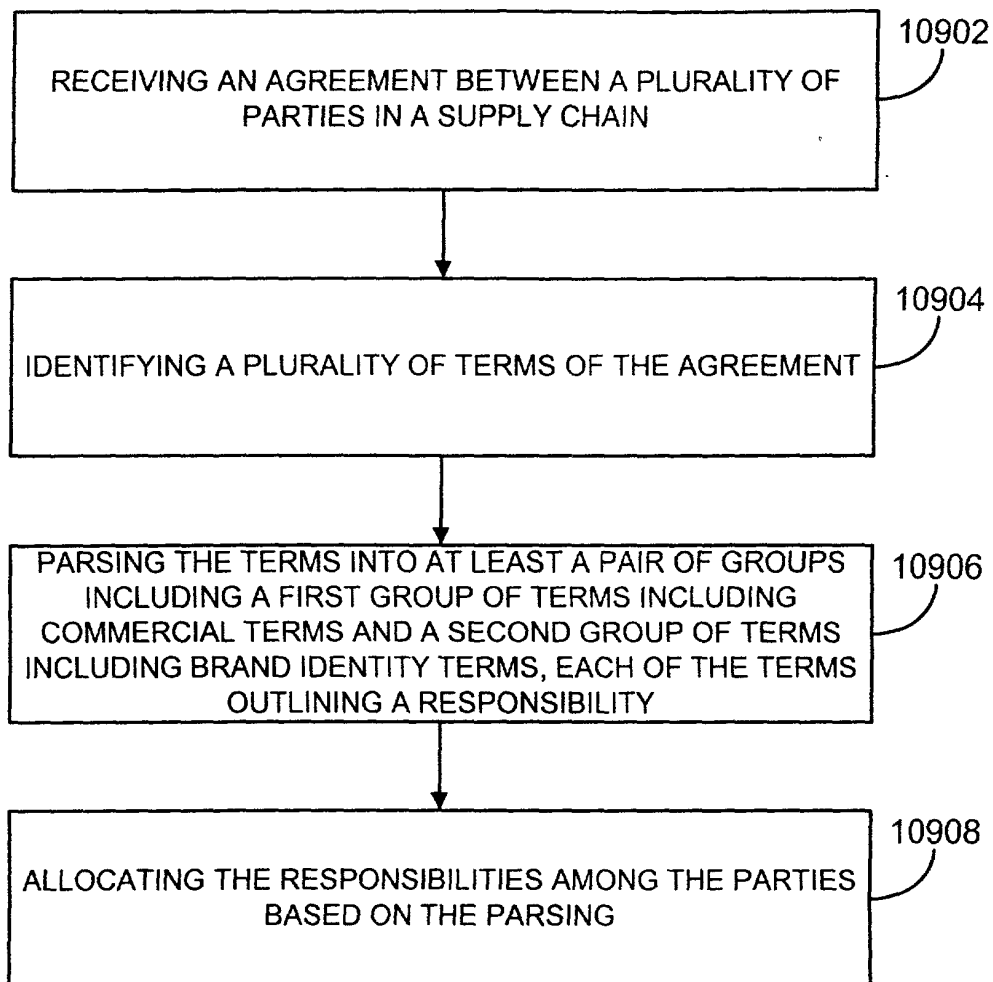 10902
RECEIVING AN AGREEMENT BETWEEN A PLURALITY OF
PARTIES IN A SUPPLY CHAIN
10904
IDENTIFYING A PLURALITY OF TERMS OF THE AGREEMENT
10906
PARSING THE TERMS INTO AT LEAST A PAIR OF GROUPS
INCLUDING A FIRST GROUP OF TERMS INCLUDING
COMMERCIAL TERMS AND A SECOND GROUP OF TERMS
INCLUDING BRAND IDENTITY TERMS, EACH OF THE TERMS
OUTLINING A RESPONSIBILITY
10908
ALLOCATING THE RESPONSIBILITIES AMONG THE PARTIES
BASED ON THE PARSING